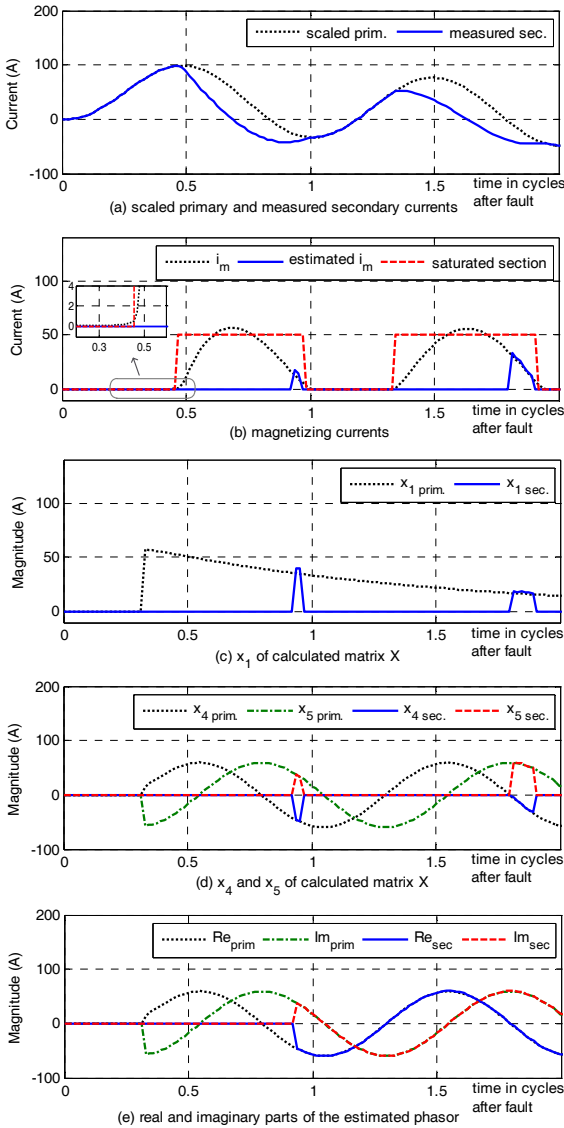 200
scaled prim. measured sec.
100
0
-100
Current (A)
0 0.5 1 1.5 time in cycles
after fault
(a) scaled primary and measured secondary currents
i_m estimated i_m saturated section
100
50
0
Current (A)
4
2
0
0.3 0.5
0 0.5 1 1.5 time in cycles
after fault
(b) magnetizing currents
x_1 prim. x_1 sec.
100
50
0
Magnitude (A)
0 0.5 1 1.5 time in cycles
after fault
(c) x_1 of calculated matrix X
200
x_4 prim. x_5 prim. x_4 sec. x_5 sec.
100
0
-100
Magnitude (A)
0 0.5 1 1.5 time in cycles
after fault
(d) x_4 and x_5 of calculated matrix X
200
Re_prim Im_prim Re_sec Im_sec
100
0
-100
Magnitude (A)
0 0.5 1 1.5 time in cycles
after fault
(e) real and imaginary parts of the estimated phasor